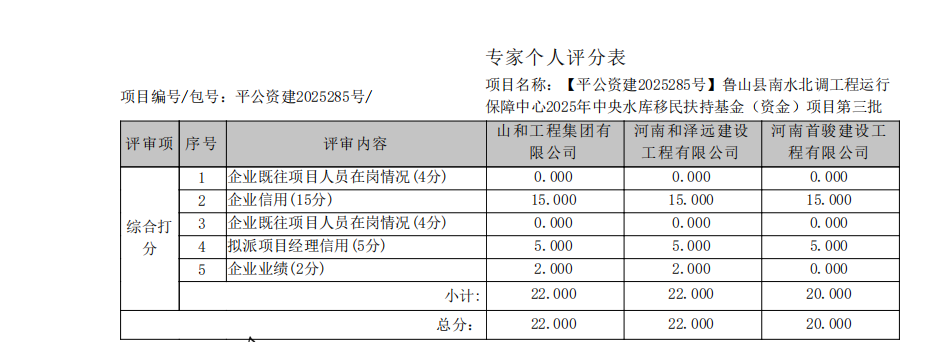 专家个人评分表
项目编号/包号：平公资建2025285号/
项目名称：【平公资建2025285号】鲁山县南水北调工程运行
保障中心2025年中央水库移民扶持基金（资金）项目第三批
评审项 序号 评审内容 山和工程集团有限公司 河南和泽远建设工程有限公司 河南首骏建设工程有限公司
综合打分
1 企业既往项目人员在岗情况(4分) 0.000 0.000 0.000
2 企业信用(15分) 15.000 15.000 15.000
3 企业既往项目人员在岗情况(4分) 0.000 0.000 0.000
4 拟派项目经理信用(5分) 5.000 5.000 5.000
5 企业业绩(2分) 2.000 2.000 0.000
小计: 22.000 22.000 20.000
总分: 22.000 22.000 20.000